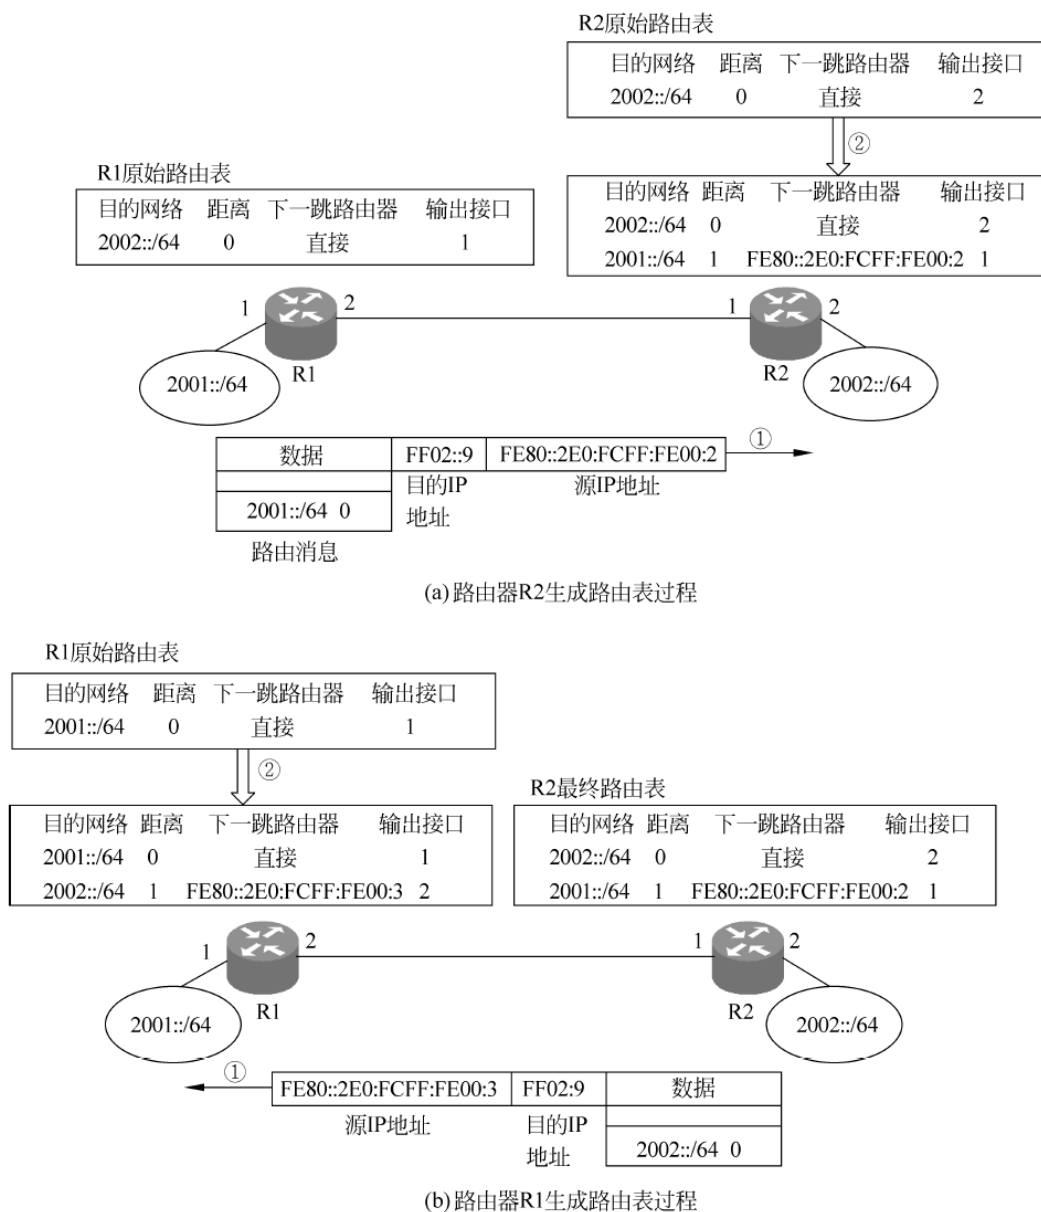 R2原始路由表
目的网络 距离 下一跳路由器 输出接口
2002::/64 0 直接 2
②
R1原始路由表
目的网络 距离 下一跳路由器 输出接口
2002::/64 0 直接 1
目的网络 距离 下一跳路由器 输出接口
2002::/64 0 直接 2
2001::/64 1 FE80::2E0:FCFF:FE00:2 1
1 2 1 2
R1 R2
2001::/64 2002::/64
数据 FF02::9 FE80::2E0:FCFF:FE00:2 ①
目的IP 源IP地址
地址
2001::/64 0
路由消息
(a) 路由器R2生成路由表过程
R1原始路由表
目的网络 距离 下一跳路由器 输出接口
2001::/64 0 直接 1
②
目的网络 距离 下一跳路由器 输出接口
2001::/64 0 直接 1
2002::/64 1 FE80::2E0:FCFF:FE00:3 2
R2最终路由表
目的网络 距离 下一跳路由器 输出接口
2002::/64 0 直接 2
2001::/64 1 FE80::2E0:FCFF:FE00:2 1
1 2 1 2
R1 R2
2001::/64 2002::/64
① FE80::2E0:FCFF:FE00:3 FF02:9 数据
源IP地址 目的IP
地址
2002::/64 0
(b) 路由器R1生成路由表过程